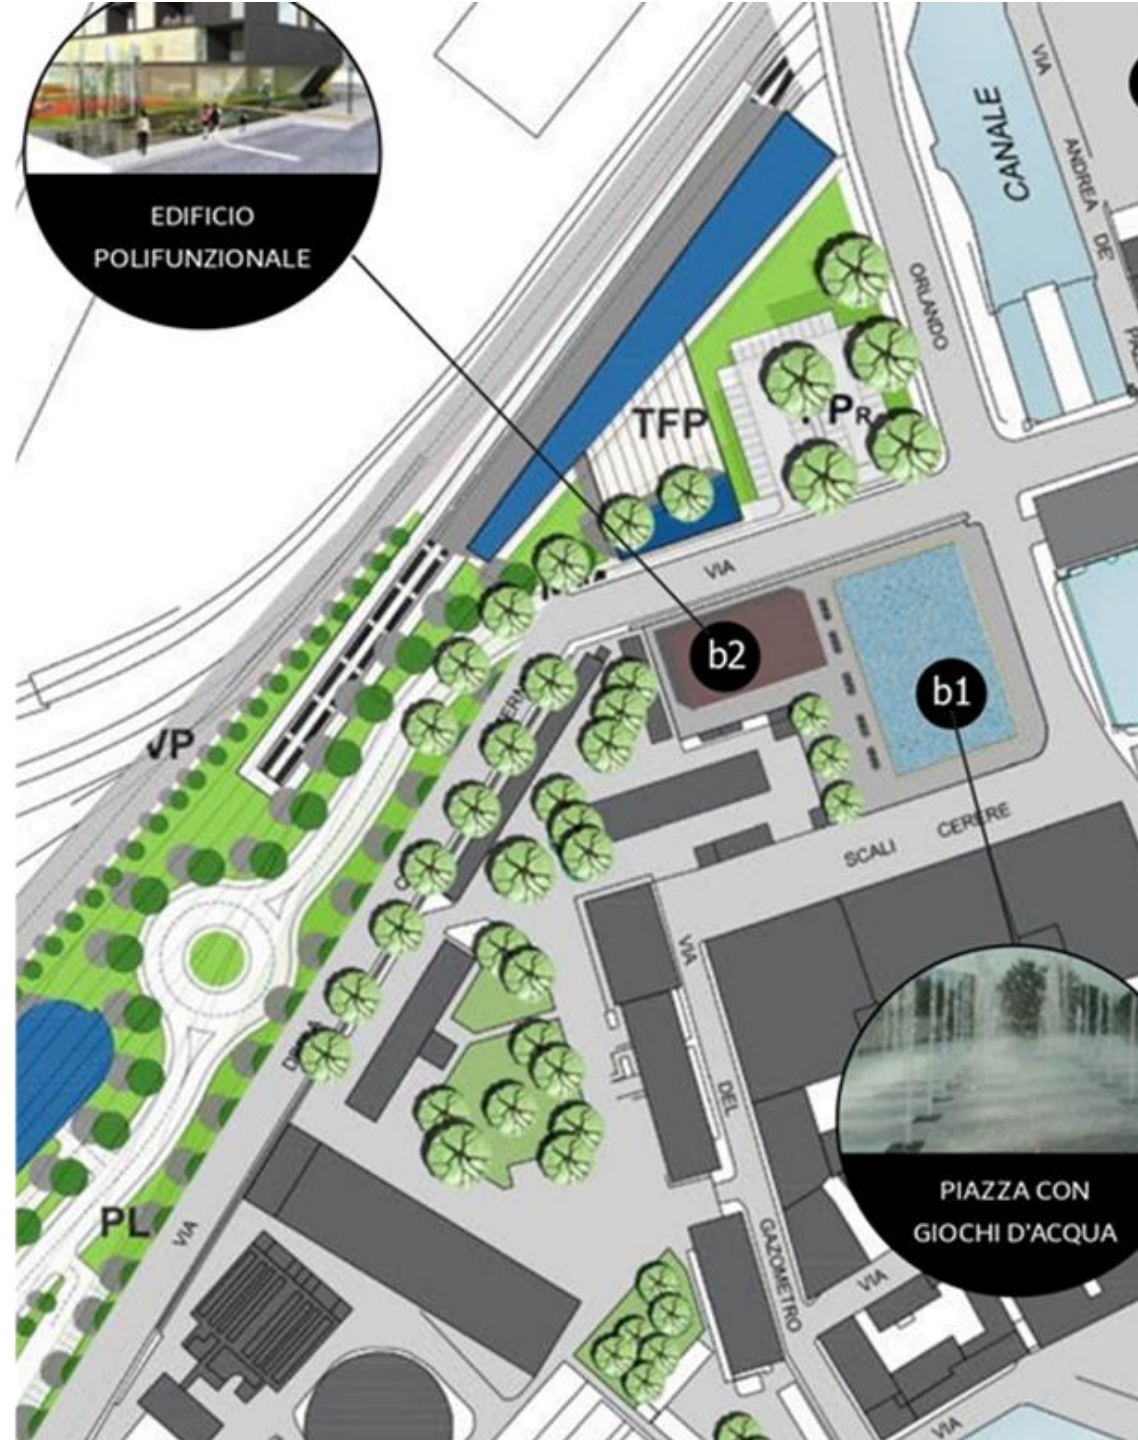 EDIFICIO
POLIFUNZIONALE
CANALE
VIA
ANDREA
DE'
ORLANDO
TFP
PR
VIA
b2
b1
VP
SCALI CERERE
VIA
DEL
GAZOMETRO
PIAZZA CON
GIOCHI D'ACQUA
PL
VIA
VIA
VIA